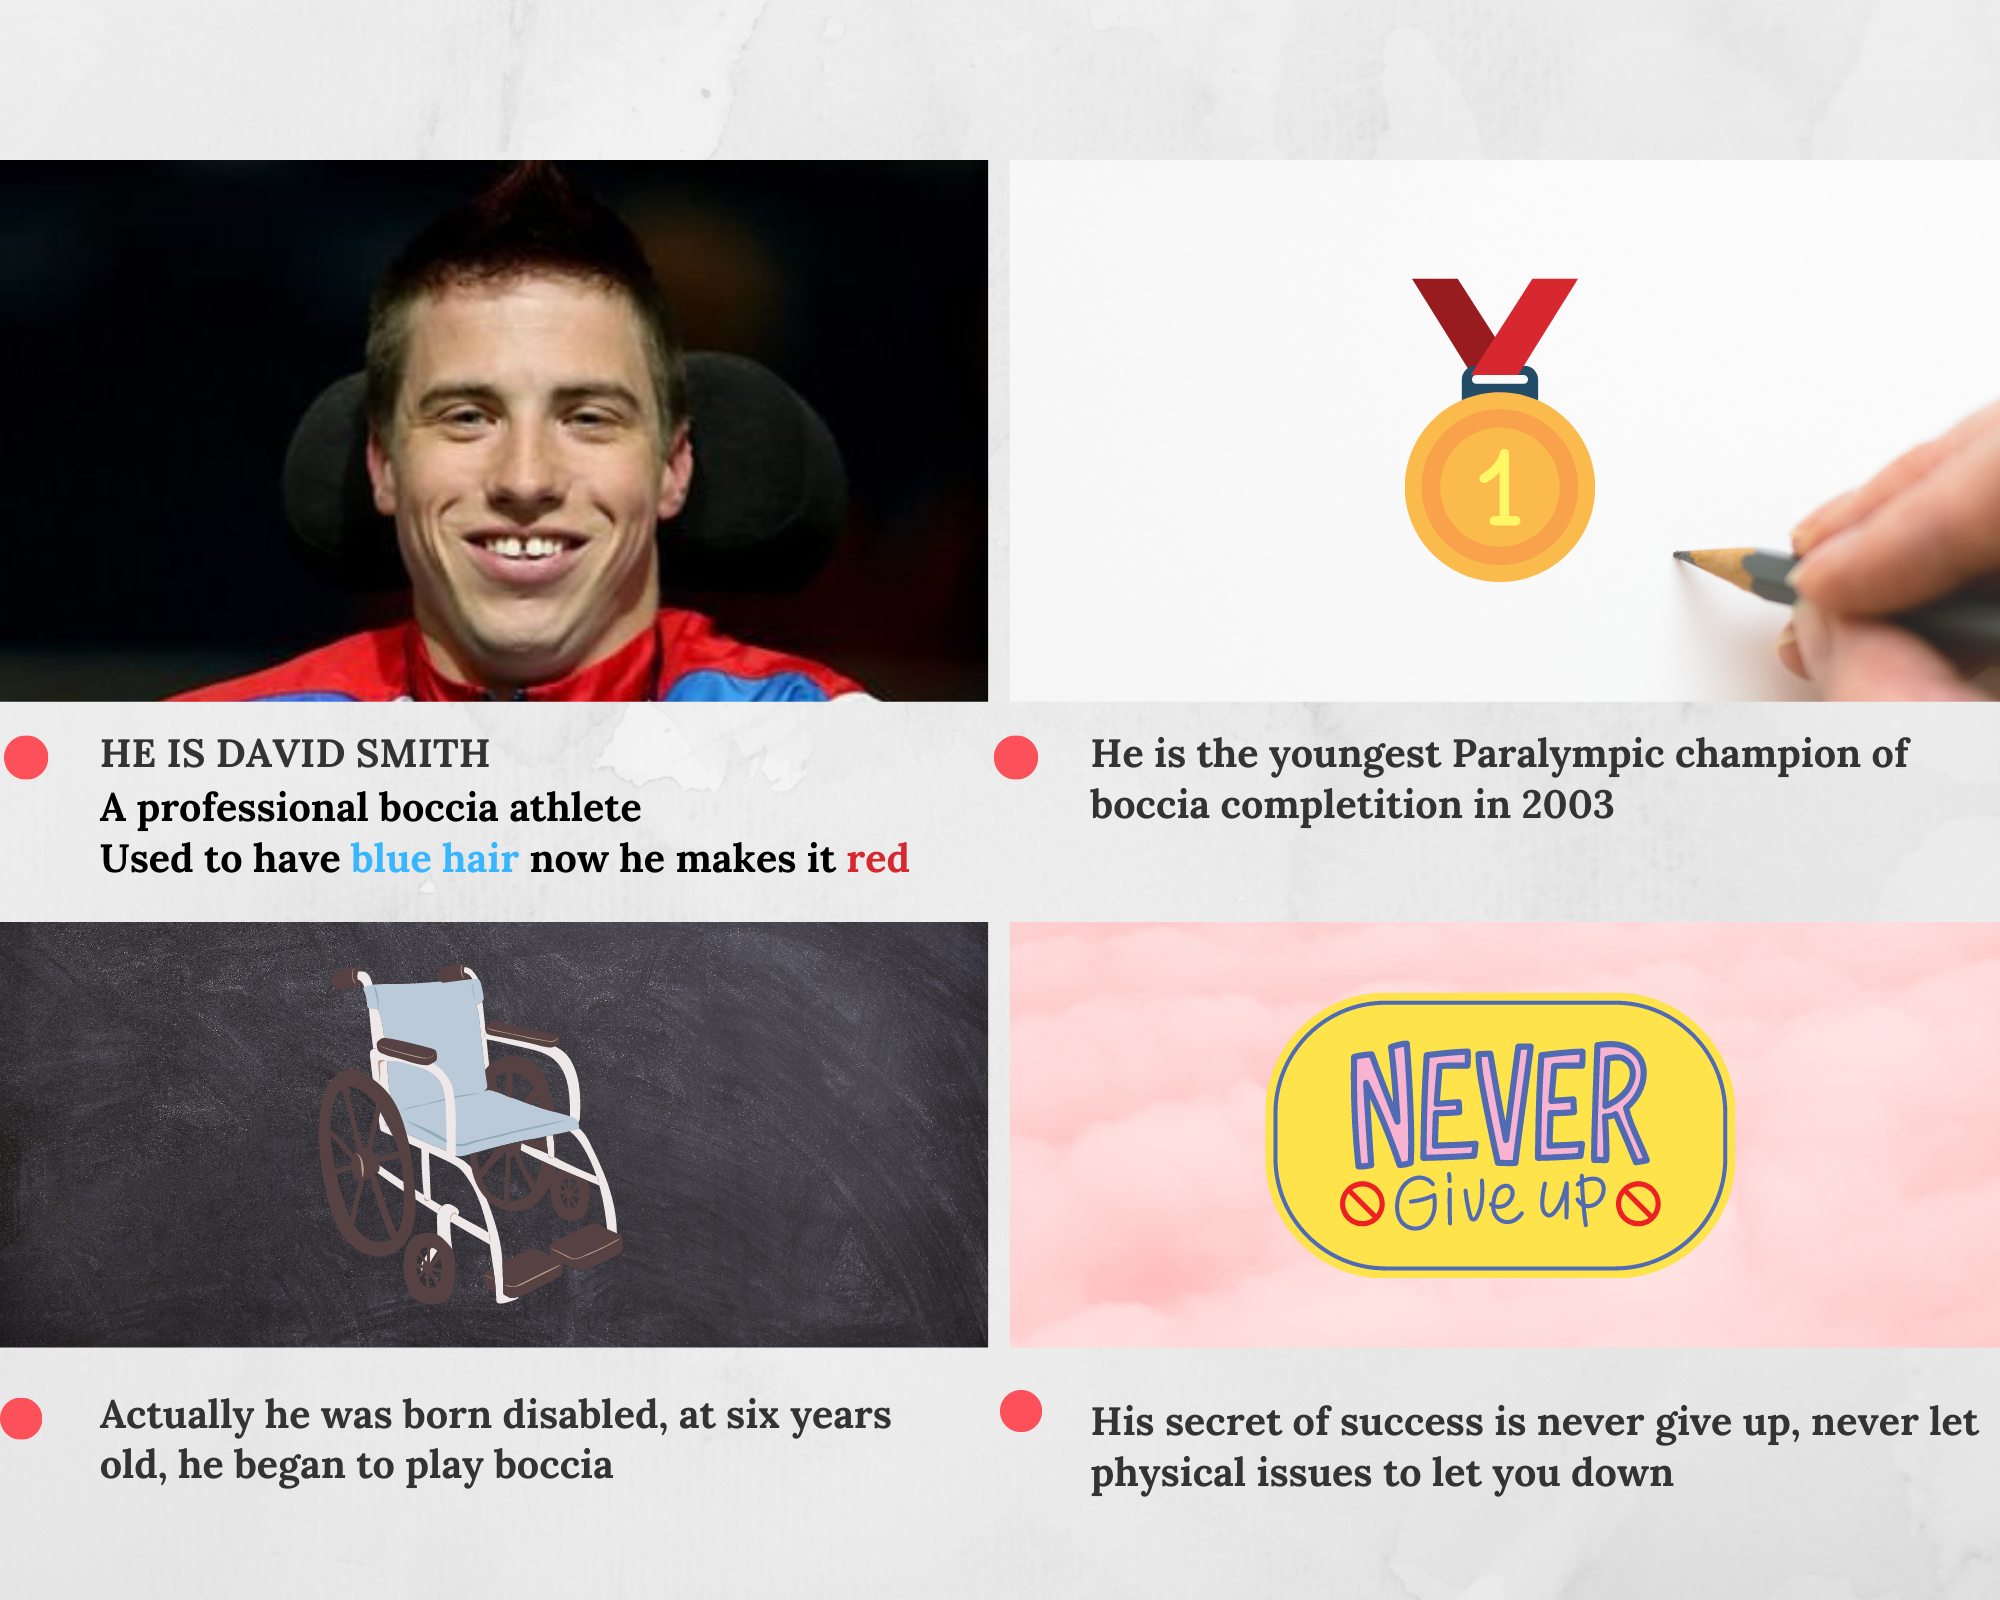 1
HE IS DAVID SMITH
A professional boccia athlete
Used to have blue hair now he makes it red
He is the youngest Paralympic champion of
boccia completition in 2003
NEVER
Give up
Actually he was born disabled, at six years
old, he began to play boccia
His secret of success is never give up, never let
physical issues to let you down